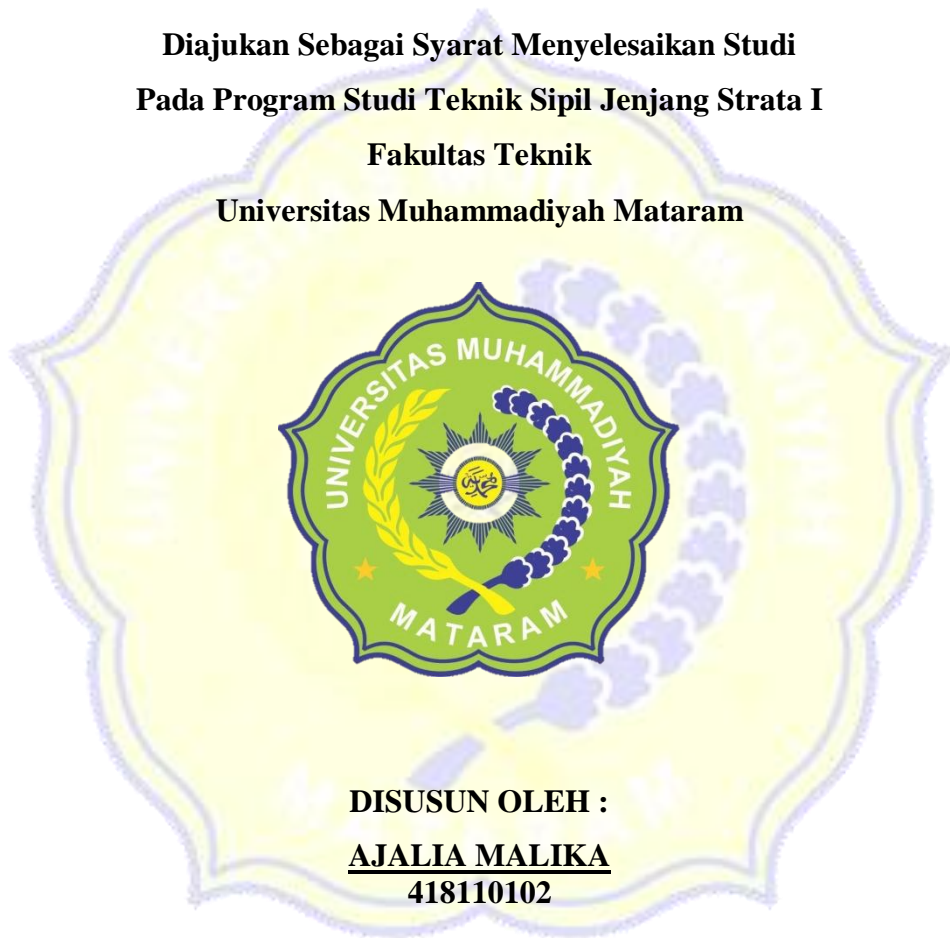 Diajukan Sebagai Syarat Menyelesaikan Studi
Pada Program Studi Teknik Sipil Jenjang Strata I
Fakultas Teknik
Universitas Muhammadiyah Mataram
UNIVERSITAS MUHAMMADIYAH
محمدية
MATARAM
DISUSUN OLEH :
AJALIA MALIKA
418110102